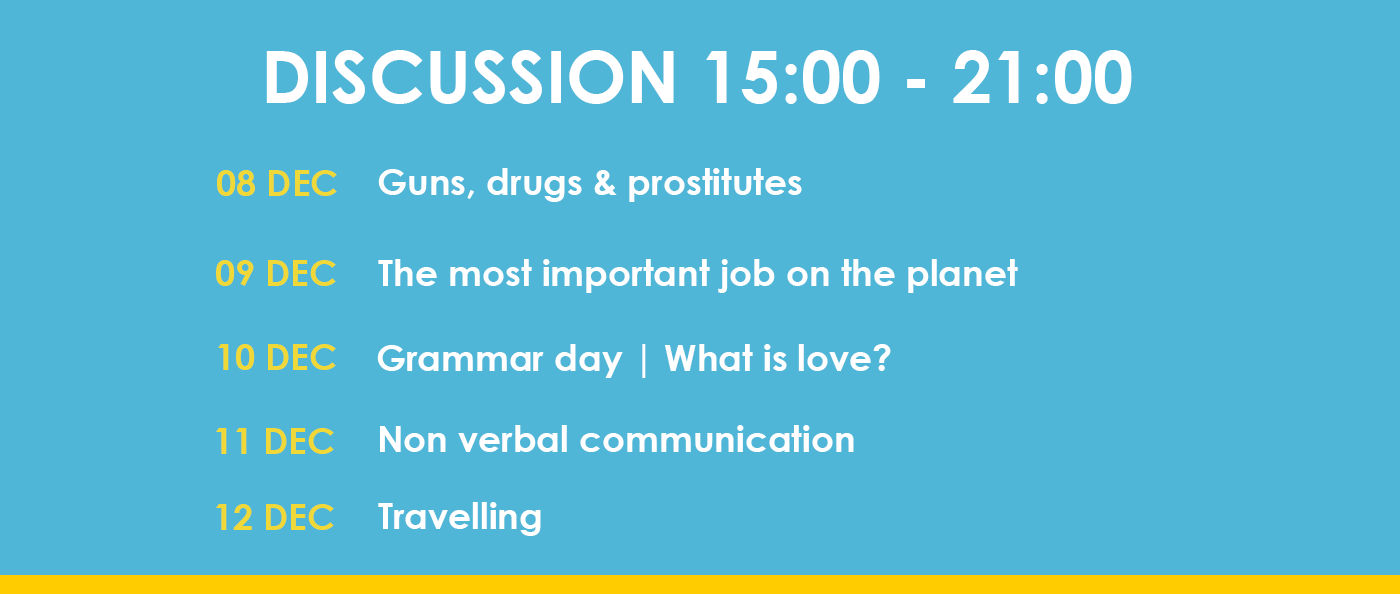 DISCUSSION 15:00 - 21:00
08 DEC Guns, drugs & prostitutes
09 DEC The most important job on the planet
10 DEC Grammar day | What is love?
11 DEC Non verbal communication
12 DEC Travelling